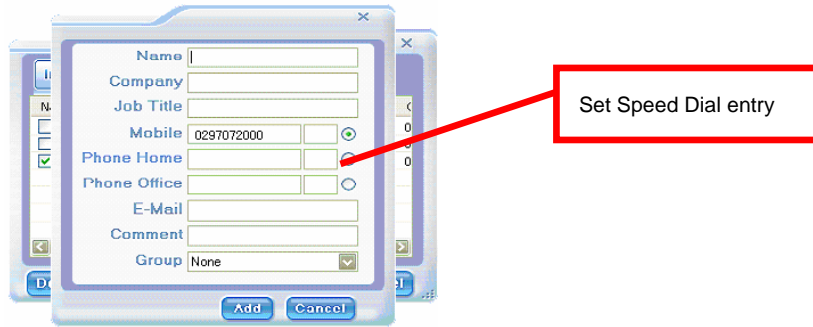 Name
Company
Job Title
Mobile 0297072000
Phone Home
Phone Office
E-Mail
Comment
Group None
Add Cancel
Set Speed Dial entry